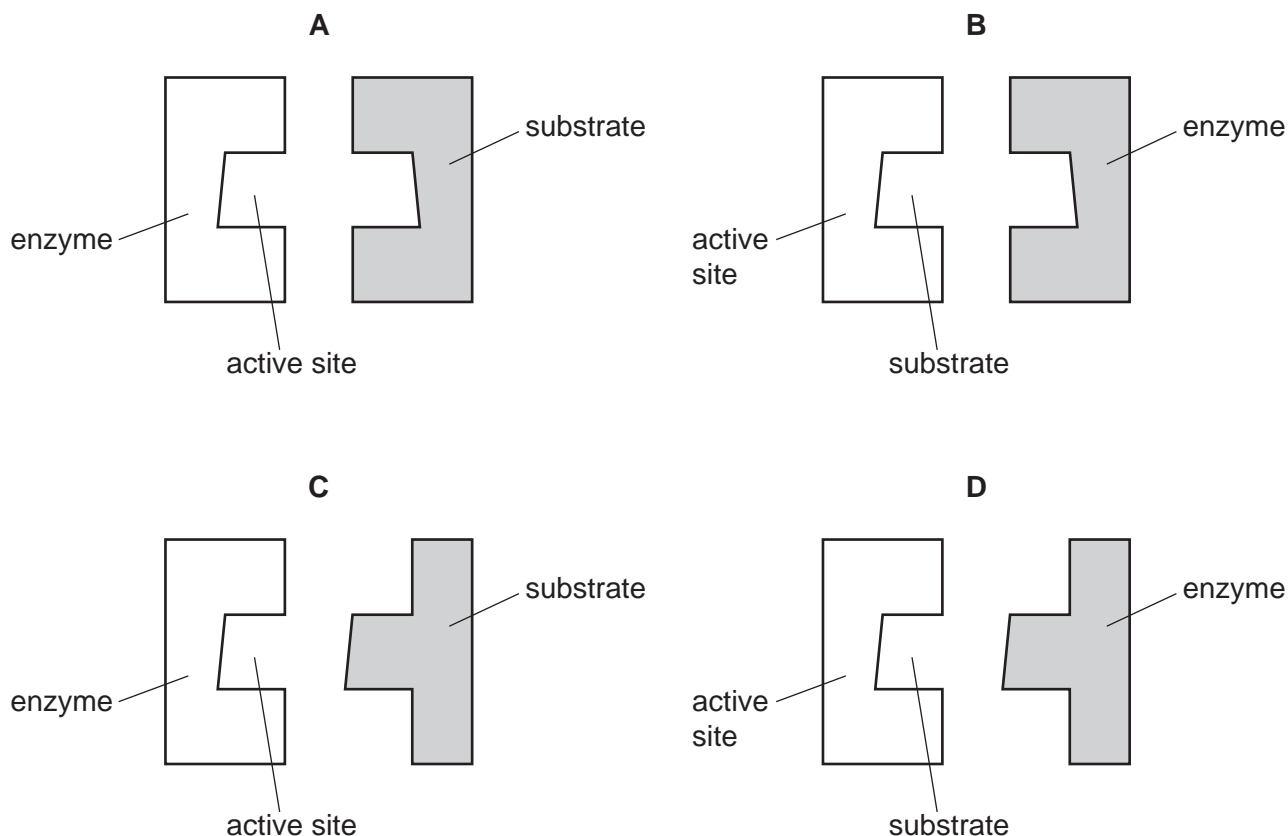 A
substrate
enzyme
active site
B
enzyme
active
site
substrate
C
substrate
enzyme
active site
D
enzyme
active
site
substrate